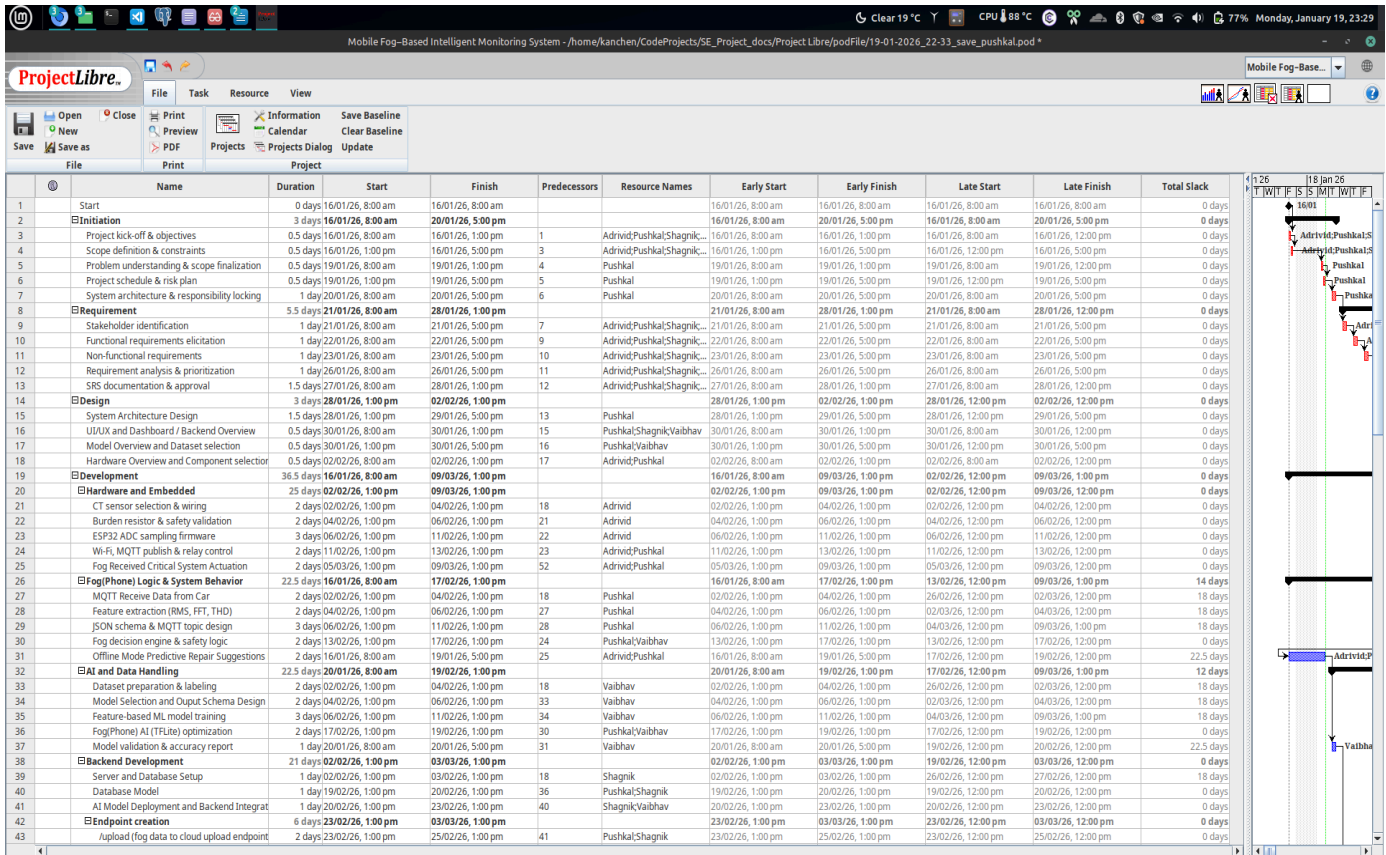 3
3
2
Clear 19 °C
CPU 88 °C
77%
Monday, January 19, 23:29
Mobile Fog-Based Intelligent Monitoring System - /home/kanchen/CodeProjects/SE_Project_docs/Project Libre/podFile/19-01-2026_22-33_save_pushkal.pod *
ProjectLibre
Mobile Fog-Base...
File Task Resource View
Save Open New Save as Close Print Preview PDF Projects Information Calendar Projects Dialog Save Baseline Clear Baseline Update
File Print Project
Name Duration Start Finish Predecessors Resource Names Early Start Early Finish Late Start Late Finish Total Slack
18 Jan 26
T W T F S S M T W T F
1 Start 0 days 16/01/26, 8:00 am 16/01/26, 8:00 am 16/01/26, 8:00 am 16/01/26, 8:00 am 16/01/26, 8:00 am 16/01/26, 8:00 am 0 days 16/01
2 Initiation 3 days 16/01/26, 8:00 am 20/01/26, 5:00 pm 16/01/26, 8:00 am 20/01/26, 5:00 pm 16/01/26, 8:00 am 20/01/26, 5:00 pm 0 days
3 Project kick-off & objectives 0.5 days 16/01/26, 8:00 am 16/01/26, 1:00 pm 1 Adrivid;Pushkal;Shagnik;... 16/01/26, 8:00 am 16/01/26, 1:00 pm 16/01/26, 8:00 am 16/01/26, 12:00 pm 0 days Adrivid;Pushkal;S
4 Scope definition & constraints 0.5 days 16/01/26, 1:00 pm 16/01/26, 5:00 pm 3 Adrivid;Pushkal;Shagnik;... 16/01/26, 1:00 pm 16/01/26, 5:00 pm 16/01/26, 12:00 pm 16/01/26, 5:00 pm 0 days Adrivid;Pushkal;S
5 Problem understanding & scope finalization 0.5 days 19/01/26, 8:00 am 19/01/26, 1:00 pm 4 Pushkal 19/01/26, 8:00 am 19/01/26, 1:00 pm 19/01/26, 8:00 am 19/01/26, 12:00 pm 0 days Pushkal
6 Project schedule & risk plan 0.5 days 19/01/26, 1:00 pm 19/01/26, 5:00 pm 5 Pushkal 19/01/26, 1:00 pm 19/01/26, 5:00 pm 19/01/26, 12:00 pm 19/01/26, 5:00 pm 0 days Pushkal
7 System architecture & responsibility locking 1 day 20/01/26, 8:00 am 20/01/26, 5:00 pm 6 Pushkal 20/01/26, 8:00 am 20/01/26, 5:00 pm 20/01/26, 8:00 am 20/01/26, 5:00 pm 0 days Pushka
8 Requirement 5.5 days 21/01/26, 8:00 am 28/01/26, 1:00 pm 21/01/26, 8:00 am 28/01/26, 1:00 pm 21/01/26, 8:00 am 28/01/26, 12:00 pm 0 days
9 Stakeholder identification 1 day 21/01/26, 8:00 am 21/01/26, 5:00 pm 7 Adrivid;Pushkal;Shagnik;... 21/01/26, 8:00 am 21/01/26, 5:00 pm 21/01/26, 8:00 am 21/01/26, 5:00 pm 0 days Adri
10 Functional requirements elicitation 1 day 22/01/26, 8:00 am 22/01/26, 5:00 pm 9 Adrivid;Pushkal;Shagnik;... 22/01/26, 8:00 am 22/01/26, 5:00 pm 22/01/26, 8:00 am 22/01/26, 5:00 pm 0 days A
11 Non-functional requirements 1 day 23/01/26, 8:00 am 23/01/26, 5:00 pm 10 Adrivid;Pushkal;Shagnik;... 23/01/26, 8:00 am 23/01/26, 5:00 pm 23/01/26, 8:00 am 23/01/26, 5:00 pm 0 days
12 Requirement analysis & prioritization 1 day 26/01/26, 8:00 am 26/01/26, 5:00 pm 11 Adrivid;Pushkal;Shagnik;... 26/01/26, 8:00 am 26/01/26, 5:00 pm 26/01/26, 8:00 am 26/01/26, 5:00 pm 0 days
13 SRS documentation & approval 1.5 days 27/01/26, 8:00 am 28/01/26, 1:00 pm 12 Adrivid;Pushkal;Shagnik;... 27/01/26, 8:00 am 28/01/26, 1:00 pm 27/01/26, 8:00 am 28/01/26, 12:00 pm 0 days
14 Design 3 days 28/01/26, 1:00 pm 02/02/26, 1:00 pm 28/01/26, 1:00 pm 02/02/26, 1:00 pm 28/01/26, 12:00 pm 02/02/26, 12:00 pm 0 days
15 System Architecture Design 1.5 days 28/01/26, 1:00 pm 29/01/26, 5:00 pm 13 Pushkal 28/01/26, 1:00 pm 29/01/26, 5:00 pm 28/01/26, 12:00 pm 29/01/26, 5:00 pm 0 days
16 UI/UX and Dashboard / Backend Overview 0.5 days 30/01/26, 8:00 am 30/01/26, 1:00 pm 15 Pushkal;Shagnik;Vaibhav 30/01/26, 8:00 am 30/01/26, 1:00 pm 30/01/26, 8:00 am 30/01/26, 12:00 pm 0 days
17 Model Overview and Dataset selection 0.5 days 30/01/26, 1:00 pm 30/01/26, 5:00 pm 16 Pushkal;Vaibhav 30/01/26, 1:00 pm 30/01/26, 5:00 pm 30/01/26, 12:00 pm 30/01/26, 5:00 pm 0 days
18 Hardware Overview and Component selection 0.5 days 02/02/26, 8:00 am 02/02/26, 1:00 pm 17 Adrivid;Pushkal 02/02/26, 8:00 am 02/02/26, 1:00 pm 02/02/26, 8:00 am 02/02/26, 12:00 pm 0 days
19 Development 36.5 days 16/01/26, 8:00 am 09/03/26, 1:00 pm 16/01/26, 8:00 am 09/03/26, 1:00 pm 02/02/26, 12:00 pm 09/03/26, 1:00 pm 0 days
20 Hardware and Embedded 25 days 02/02/26, 1:00 pm 09/03/26, 1:00 pm 02/02/26, 1:00 pm 09/03/26, 1:00 pm 02/02/26, 12:00 pm 09/03/26, 12:00 pm 0 days
21 CT sensor selection & wiring 2 days 02/02/26, 1:00 pm 04/02/26, 1:00 pm 18 Adrivid 02/02/26, 1:00 pm 04/02/26, 1:00 pm 02/02/26, 12:00 pm 04/02/26, 12:00 pm 0 days
22 Burden resistor & safety validation 2 days 04/02/26, 1:00 pm 06/02/26, 1:00 pm 21 Adrivid 04/02/26, 1:00 pm 06/02/26, 1:00 pm 04/02/26, 12:00 pm 06/02/26, 12:00 pm 0 days
23 ESP32 ADC sampling firmware 3 days 06/02/26, 1:00 pm 11/02/26, 1:00 pm 22 Adrivid 06/02/26, 1:00 pm 11/02/26, 1:00 pm 06/02/26, 12:00 pm 11/02/26, 12:00 pm 0 days
24 Wi-Fi, MQTT publish & relay control 2 days 11/02/26, 1:00 pm 13/02/26, 1:00 pm 23 Adrivid;Pushkal 11/02/26, 1:00 pm 13/02/26, 1:00 pm 11/02/26, 12:00 pm 13/02/26, 12:00 pm 0 days
25 Fog Received Critical System Actuation 2 days 05/03/26, 1:00 pm 09/03/26, 1:00 pm 52 Adrivid;Pushkal 05/03/26, 1:00 pm 09/03/26, 1:00 pm 05/03/26, 12:00 pm 09/03/26, 12:00 pm 0 days
26 Fog(Phone) Logic & System Behavior 22.5 days 16/01/26, 8:00 am 17/02/26, 1:00 pm 16/01/26, 8:00 am 17/02/26, 1:00 pm 13/02/26, 12:00 pm 09/03/26, 1:00 pm 14 days
27 MQTT Receive Data from Car 2 days 02/02/26, 1:00 pm 04/02/26, 1:00 pm 18 Pushkal 02/02/26, 1:00 pm 04/02/26, 1:00 pm 26/02/26, 12:00 pm 02/03/26, 12:00 pm 18 days
28 Feature extraction (RMS, FFT, THD) 2 days 04/02/26, 1:00 pm 06/02/26, 1:00 pm 27 Pushkal 04/02/26, 1:00 pm 06/02/26, 1:00 pm 02/03/26, 12:00 pm 04/03/26, 12:00 pm 18 days
29 JSON schema & MQTT topic design 3 days 06/02/26, 1:00 pm 11/02/26, 1:00 pm 28 Pushkal 06/02/26, 1:00 pm 11/02/26, 1:00 pm 04/03/26, 12:00 pm 09/03/26, 1:00 pm 18 days
30 Fog decision engine & safety logic 2 days 13/02/26, 1:00 pm 17/02/26, 1:00 pm 24 Pushkal;Vaibhav 13/02/26, 1:00 pm 17/02/26, 1:00 pm 13/02/26, 12:00 pm 17/02/26, 12:00 pm 0 days
31 Offline Mode Predictive Repair Suggestions 2 days 16/01/26, 8:00 am 19/01/26, 5:00 pm 25 Adrivid;Pushkal 16/01/26, 8:00 am 19/01/26, 5:00 pm 17/02/26, 12:00 pm 19/02/26, 12:00 pm 22.5 days Adrivid;P
32 AI and Data Handling 22.5 days 20/01/26, 8:00 am 19/02/26, 1:00 pm 20/01/26, 8:00 am 19/02/26, 1:00 pm 17/02/26, 12:00 pm 09/03/26, 1:00 pm 12 days
33 Dataset preparation & labeling 2 days 02/02/26, 1:00 pm 04/02/26, 1:00 pm 18 Vaibhav 02/02/26, 1:00 pm 04/02/26, 1:00 pm 26/02/26, 12:00 pm 02/03/26, 12:00 pm 18 days
34 Model Selection and Ouput Schema Design 2 days 04/02/26, 1:00 pm 06/02/26, 1:00 pm 33 Vaibhav 04/02/26, 1:00 pm 06/02/26, 1:00 pm 02/03/26, 12:00 pm 04/03/26, 12:00 pm 18 days
35 Feature-based ML model training 3 days 06/02/26, 1:00 pm 11/02/26, 1:00 pm 34 Vaibhav 06/02/26, 1:00 pm 11/02/26, 1:00 pm 04/03/26, 12:00 pm 09/03/26, 1:00 pm 18 days
36 Fog(Phone) AI (TFLite) optimization 2 days 17/02/26, 1:00 pm 19/02/26, 1:00 pm 30 Pushkal;Vaibhav 17/02/26, 1:00 pm 19/02/26, 1:00 pm 17/02/26, 12:00 pm 19/02/26, 12:00 pm 0 days
37 Model validation & accuracy report 1 day 20/01/26, 8:00 am 20/01/26, 5:00 pm 31 Vaibhav 20/01/26, 8:00 am 20/01/26, 5:00 pm 19/02/26, 12:00 pm 20/02/26, 12:00 pm 22.5 days Vaibha
38 Backend Development 21 days 02/02/26, 1:00 pm 03/03/26, 1:00 pm 02/02/26, 1:00 pm 03/03/26, 1:00 pm 19/02/26, 12:00 pm 03/03/26, 12:00 pm 0 days
39 Server and Database Setup 1 day 02/02/26, 1:00 pm 03/02/26, 1:00 pm 18 Shagnik 02/02/26, 1:00 pm 03/02/26, 1:00 pm 26/02/26, 12:00 pm 27/02/26, 12:00 pm 18 days
40 Database Model 1 day 19/02/26, 1:00 pm 20/02/26, 1:00 pm 36 Pushkal;Shagnik 19/02/26, 1:00 pm 20/02/26, 1:00 pm 19/02/26, 12:00 pm 20/02/26, 12:00 pm 0 days
41 AI Model Deployment and Backend Integrat 1 day 20/02/26, 1:00 pm 23/02/26, 1:00 pm 40 Shagnik;Vaibhav 20/02/26, 1:00 pm 23/02/26, 1:00 pm 20/02/26, 12:00 pm 23/02/26, 12:00 pm 0 days
42 Endpoint creation 6 days 23/02/26, 1:00 pm 03/03/26, 1:00 pm 23/02/26, 1:00 pm 03/03/26, 1:00 pm 23/02/26, 12:00 pm 03/03/26, 12:00 pm 0 days
43 /upload (fog data to cloud upload endpoint 2 days 23/02/26, 1:00 pm 25/02/26, 1:00 pm 41 Pushkal;Shagnik 23/02/26, 1:00 pm 25/02/26, 1:00 pm 23/02/26, 12:00 pm 25/02/26, 12:00 pm 0 days